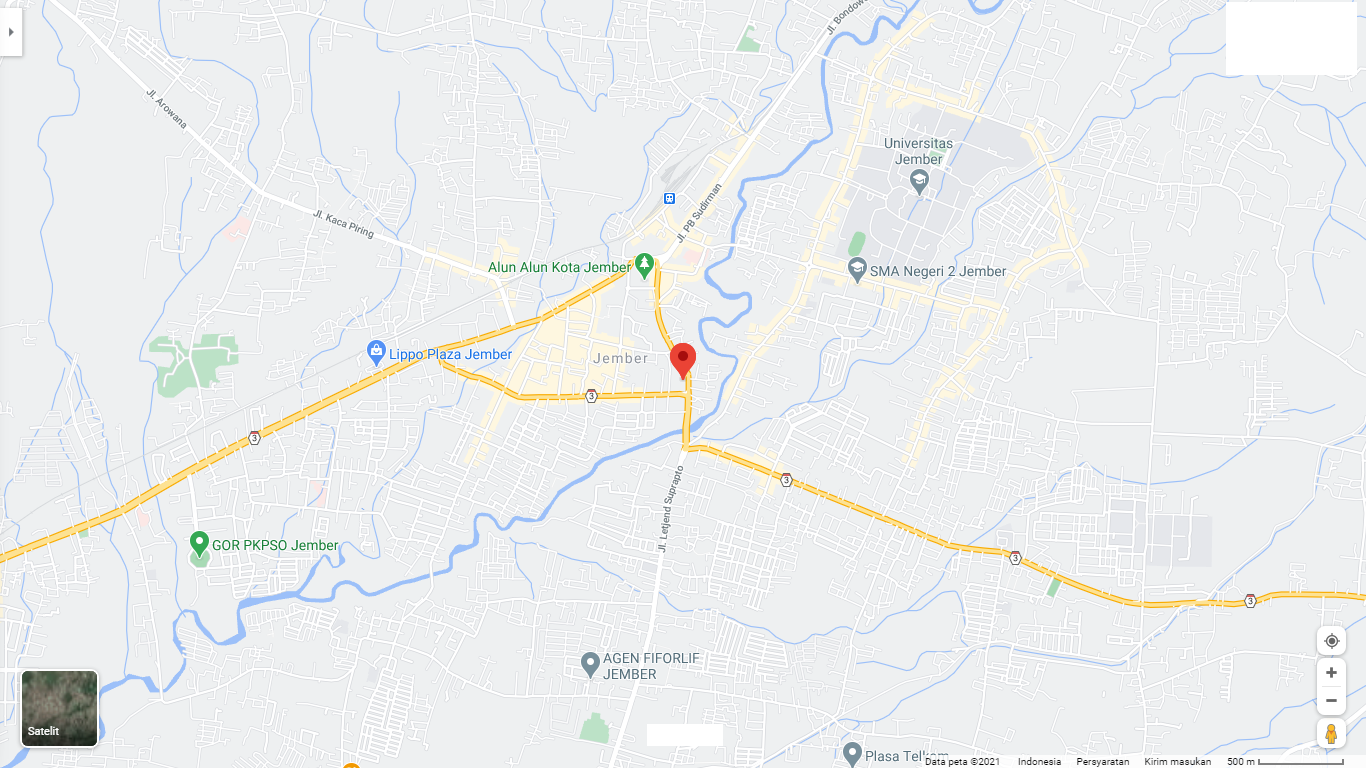 Jl. Bondowo
Jl. Arowana
Universitas
Jember
Jl. PB Sudirman
Jl. Kaca Piring
Alun Alun Kota Jember
SMA Negeri 2 Jember
Lippo Plaza Jember
Jember
3
3
3
Jl. Letjend Suprapto
GOR PKPSO Jember
3
3
AGEN FIFORLIF
JEMBER
Satelit
Plasa Telkom
Data peta ©2021 Indonesia Persyaratan Kirim masukan 500 m